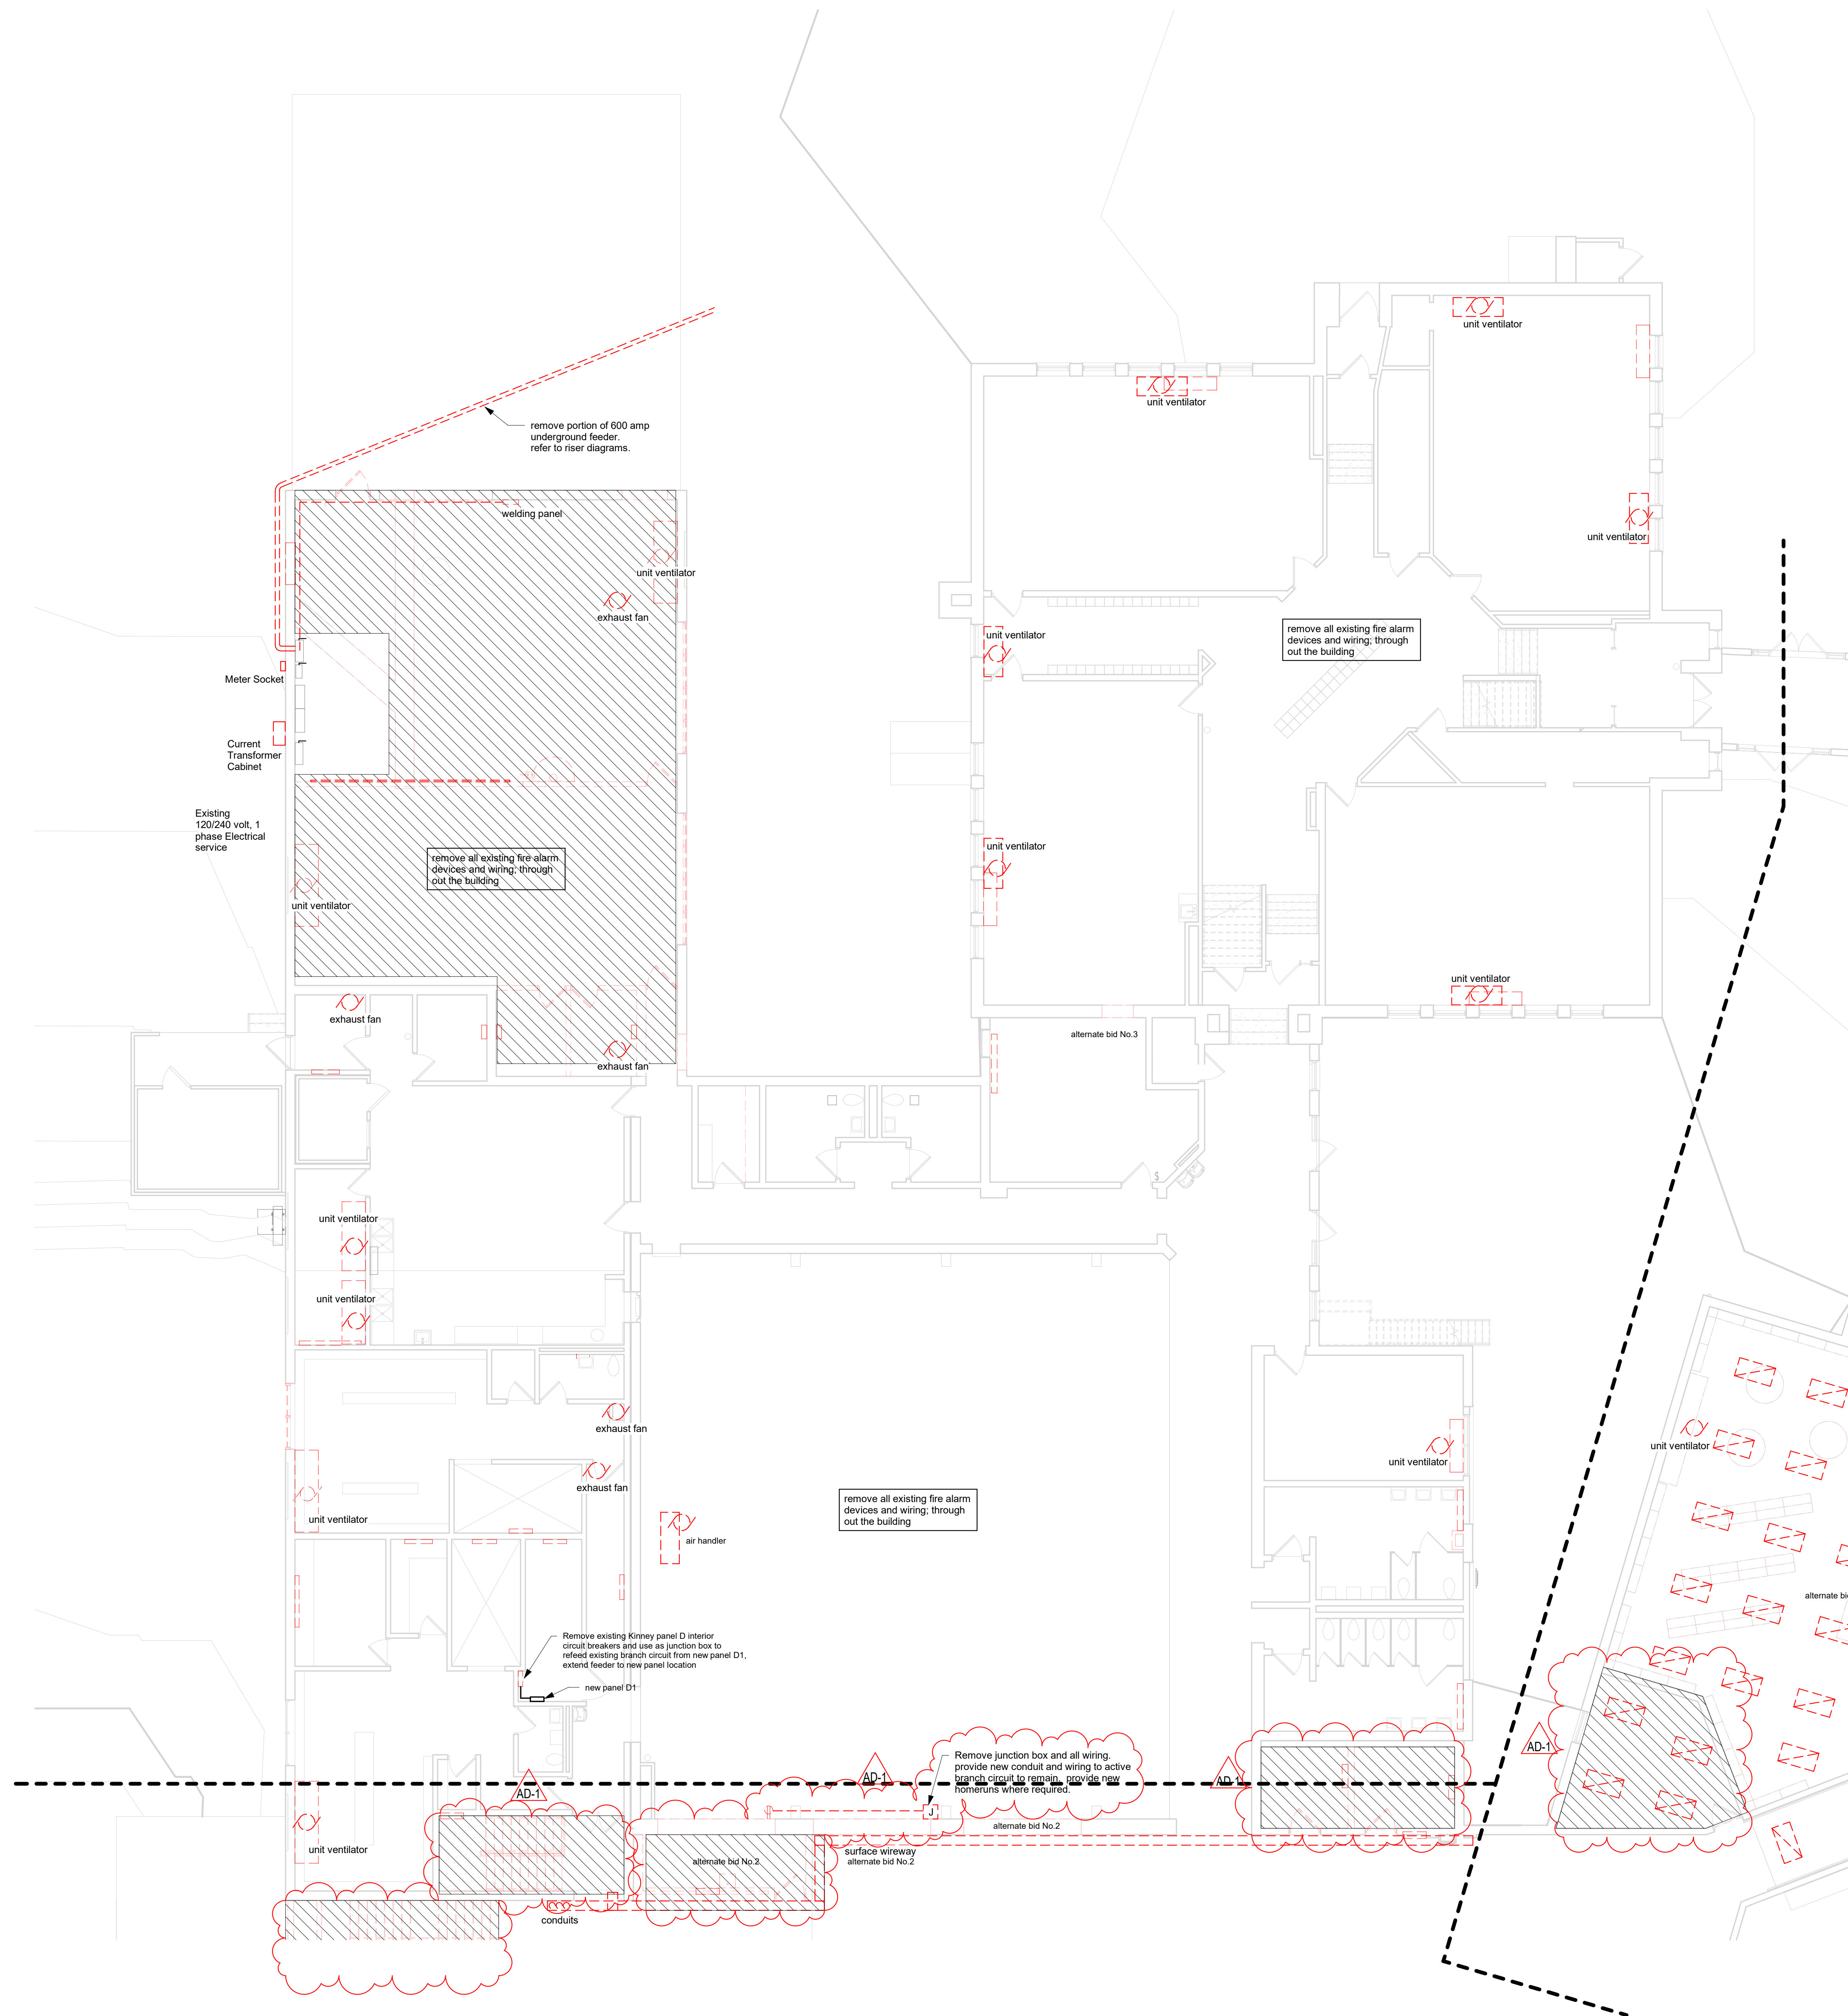 unit ventilator
unit ventilator
remove portion of 600 amp
underground feeder.
refer to riser diagrams.
welding panel
unit ventilator
unit ventilator
exhaust fan
remove all existing fire alarm
devices and wiring; through
out the building
unit ventilator
Meter Socket
Current
Transformer
Cabinet
Existing
120/240 volt, 1
phase Electrical
service
remove all existing fire alarm
devices and wiring; through
out the building
unit ventilator
unit ventilator
unit ventilator
exhaust fan
alternate bid No.3
exhaust fan
$
unit ventilator
unit ventilator
exhaust fan
unit ventilator
unit ventilator
exhaust fan
remove all existing fire alarm
devices and wiring; through
out the building
unit ventilator
air handler
alternate bi
Remove existing Kinney panel D interior
circuit breakers and use as junction box to
refeed existing branch circuit from new panel D1,
extend feeder to new panel location
new panel D1
AD-1
Remove junction box and all wiring.
provide new conduit and wiring to active
branch circuit to remain. provide new
homeruns where required.
AD-1
AD-1
AD-1
J
alternate bid No.2
unit ventilator
surface wireway
alternate bid No.2
alternate bid No.2
conduits